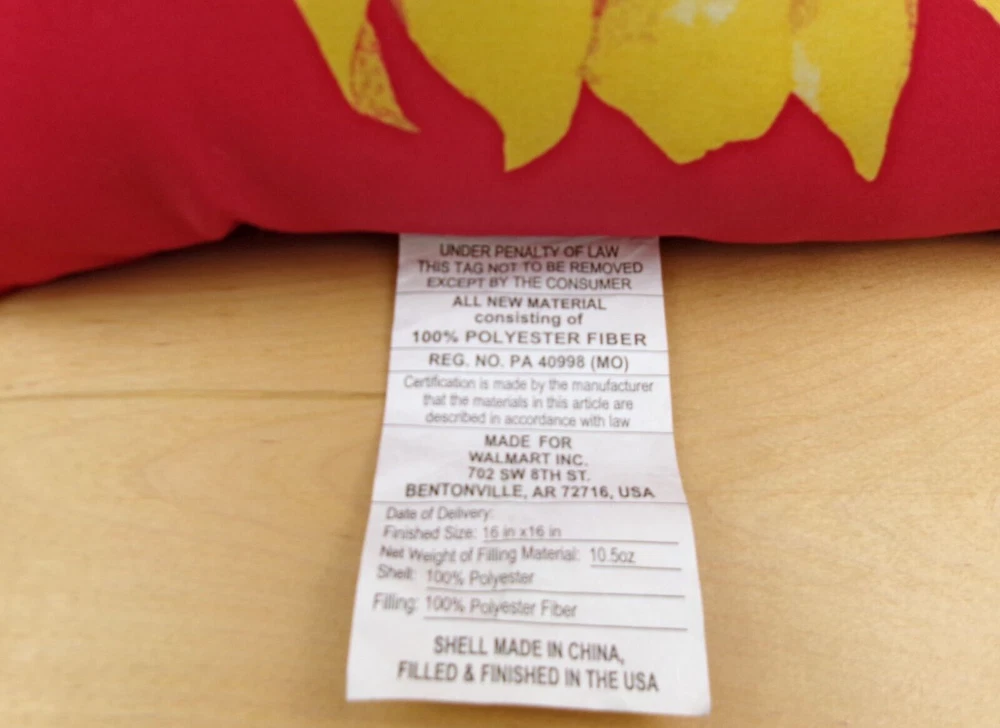 UNDER PENALTY OF LAW
THIS TAG NOT TO BE REMOVED
EXCEPT BY THE CONSUMER
ALL NEW MATERIAL
consisting of
100% POLYESTER FIBER
REG. NO. PA 40998 (MO)
Certification is made by the manufacturer
that the materials in this article are
described in accordance with law
MADE FOR
WALMART INC.
702 SW 8TH ST.
BENTONVILLE, AR 72716, USA
Date of Delivery:
Finished Size: 16 in x16 in
Net Weight of Filling Material: 10.5oz
Shell: 100% Polyester
Filling: 100% Polyester Fiber
SHELL MADE IN CHINA,
FILLED & FINISHED IN THE USA